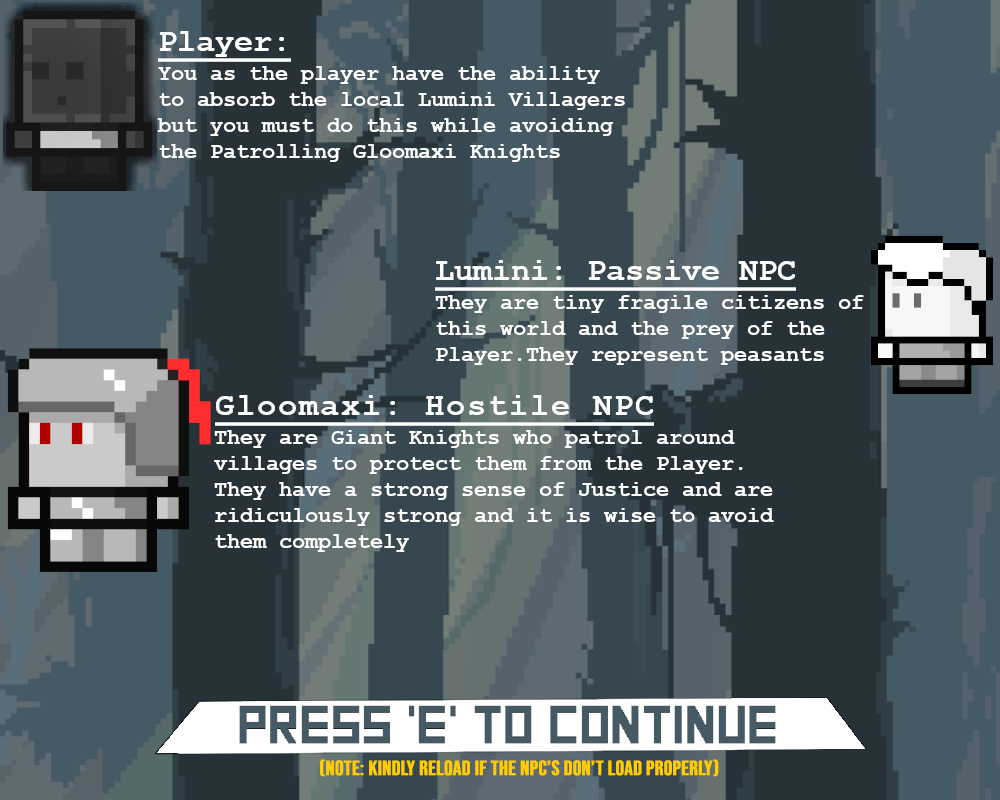 Player:
You as the player have the ability
to absorb the local Lumini Villagers
but you must do this while avoiding
the Patrolling Gloomaxi Knights
Lumini: Passive NPC
They are tiny fragile citizens of
this world and the prey of the
Player.They represent peasants
Gloomaxi: Hostile NPC
They are Giant Knights who patrol around
villages to protect them from the Player.
They have a strong sense of Justice and are
ridiculously strong and it is wise to avoid
them completely
PRESS 'E' TO CONTINUE
(NOTE: KINDLY RELOAD IF THE NPC'S DON'T LOAD PROPERLY)